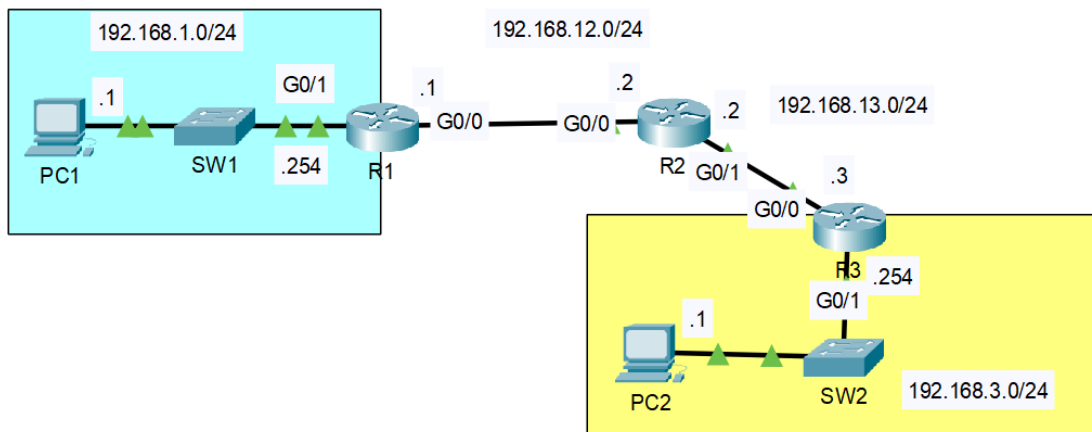 192.168.1.0/24
192.168.12.0/24
.1
G0/1
.1
.2
192.168.13.0/24
G0/0
G0/0
.2
PC1
SW1
.254
R1
R2
G0/1
.3
G0/0
R3
.254
G0/1
.1
PC2
SW2
192.168.3.0/24